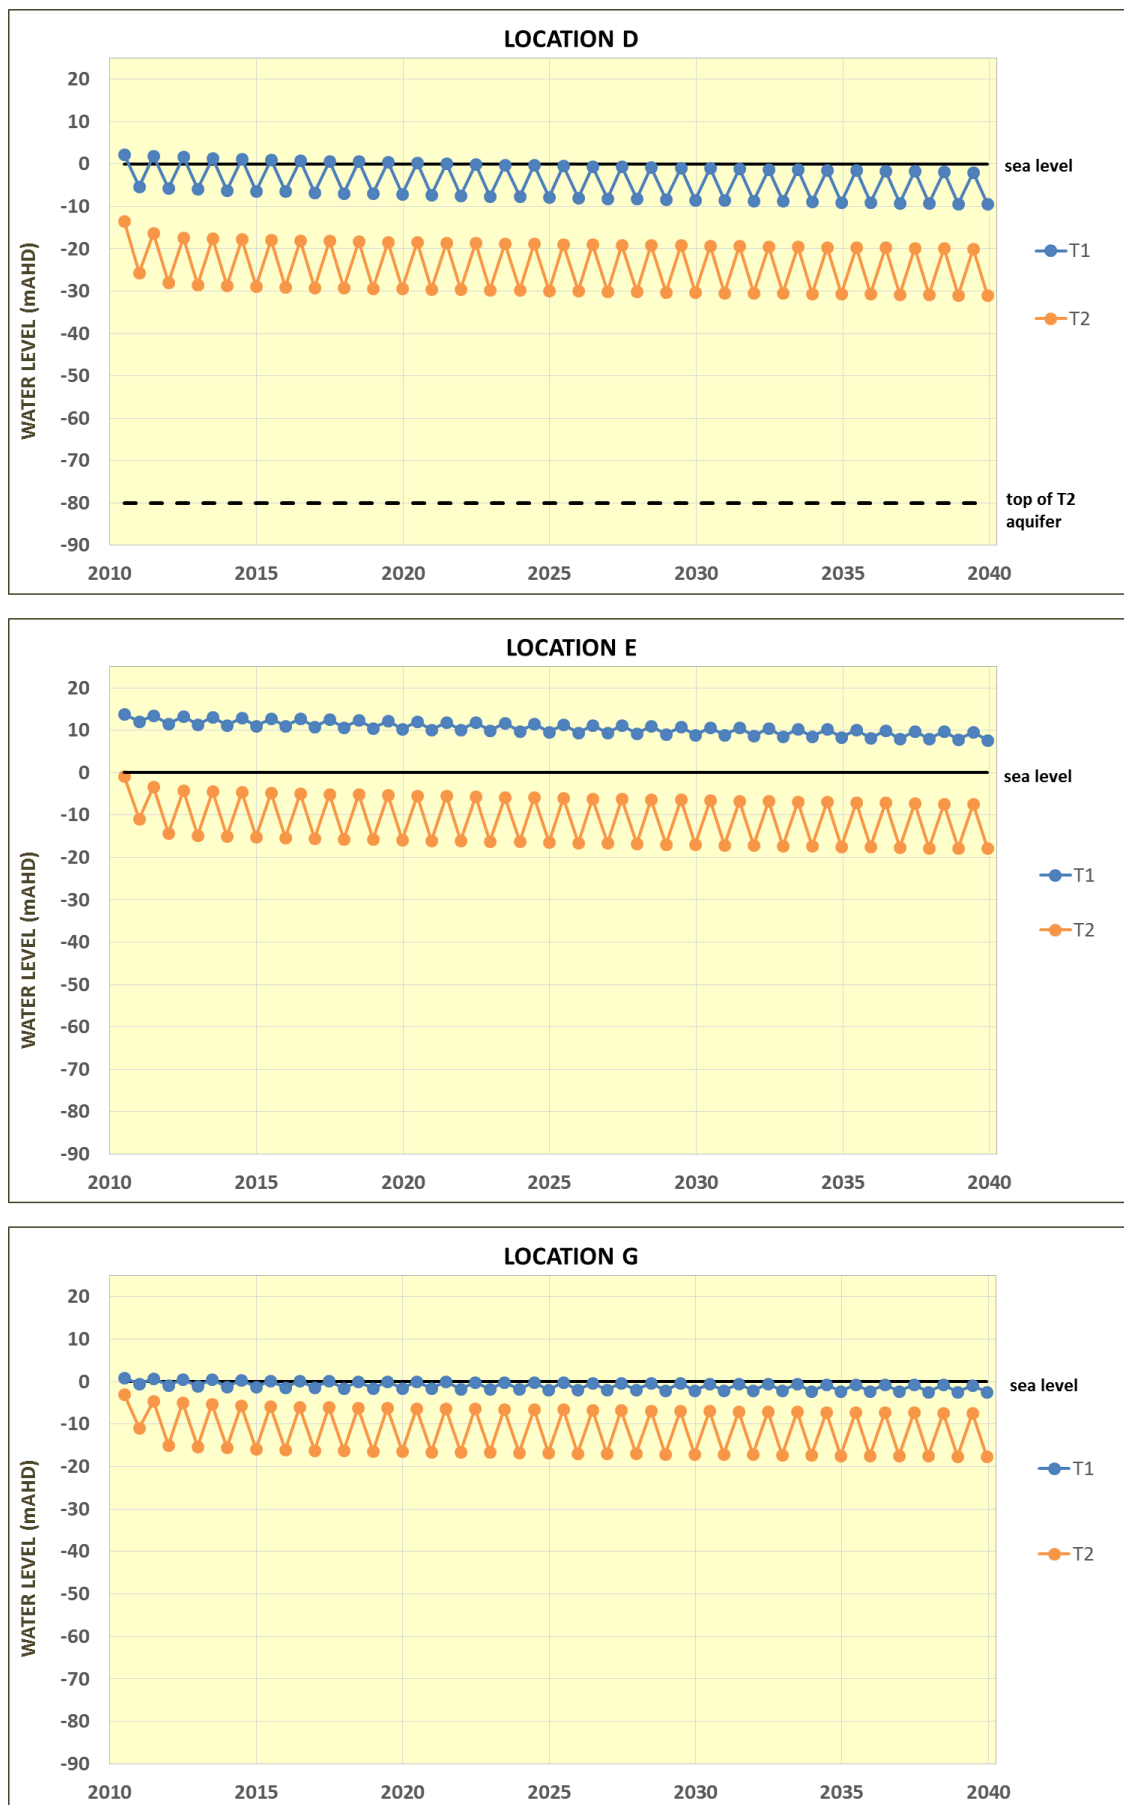 LOCATION D
20
10
0
-10
-20
-30
-40
-50
-60
-70
-80
-90
WATER LEVEL (mAHD)
2010 2015 2020 2025 2030 2035 2040
sea level
T1
T2
top of T2
aquifer
LOCATION E
20
10
0
-10
-20
-30
-40
-50
-60
-70
-80
-90
WATER LEVEL (mAHD)
2010 2015 2020 2025 2030 2035 2040
sea level
T1
T2
LOCATION G
20
10
0
-10
-20
-30
-40
-50
-60
-70
-80
-90
WATER LEVEL (mAHD)
2010 2015 2020 2025 2030 2035 2040
sea level
T1
T2